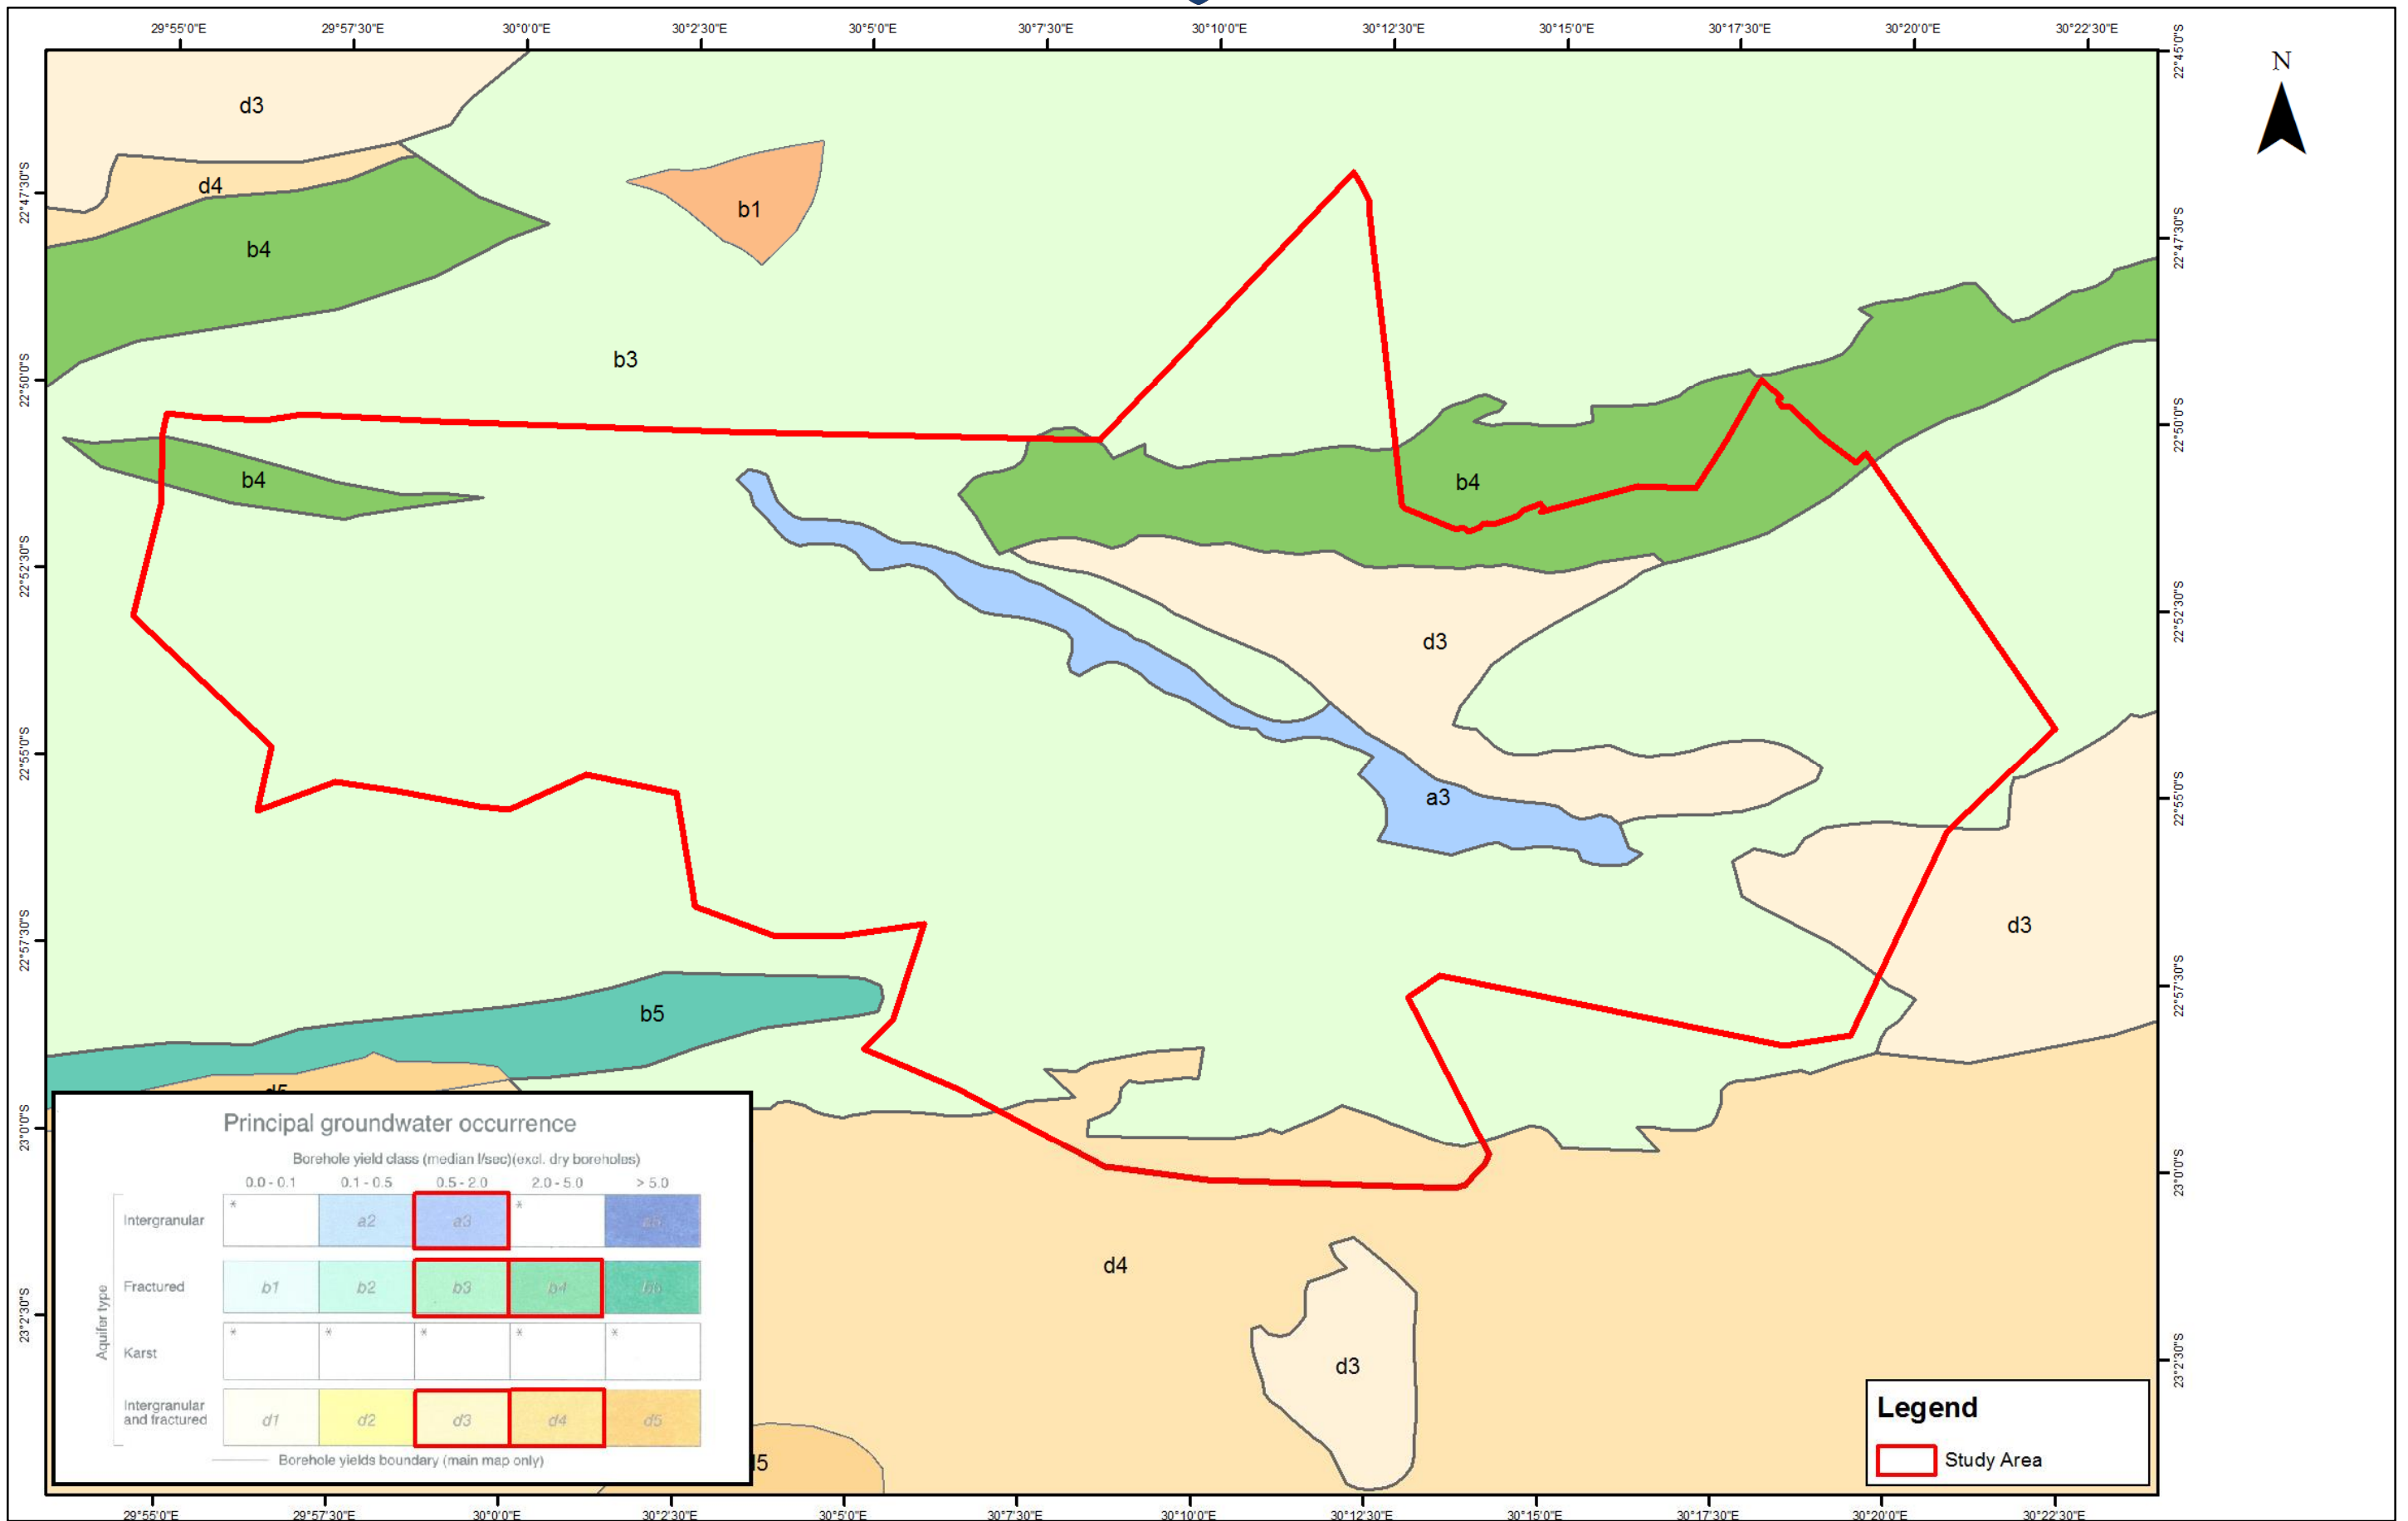 29°55'0"E 29°57'30"E 30°0'0"E 30°2'30"E 30°5'0"E 30°7'30"E 30°10'0"E 30°12'30"E 30°15'0"E 30°17'30"E 30°20'0"E 30°22'30"E
N
22°45'0"S
d3
d4
22°47'30"S
b1
22°47'30"S
b4
b3
22°50'0"S
22°50'0"S
b4
b4
22°52'30"S
22°52'30"S
d3
22°55'0"S
a3
22°55'0"S
d3
22°57'30"S
22°57'30"S
b5
23°0'0"S
23°0'0"S
d4
23°2'30"S
23°2'30"S
d3
Principal groundwater occurrence
Borehole yield class (median l/sec)(excl. dry boreholes)
0.0 - 0.1 0.1 - 0.5 0.5 - 2.0 2.0 - 5.0 > 5.0
Aquifer type
Intergranular * a2 a3 *
Fractured b1 b2 b3 b4
Karst * * * * *
Intergranular
and fractured d1 d2 d3 d4 d5
Borehole yields boundary (main map only)
Legend
Study Area
29°55'0"E 29°57'30"E 30°0'0"E 30°2'30"E 30°5'0"E 30°7'30"E 30°10'0"E 30°12'30"E 30°15'0"E 30°17'30"E 30°20'0"E 30°22'30"E